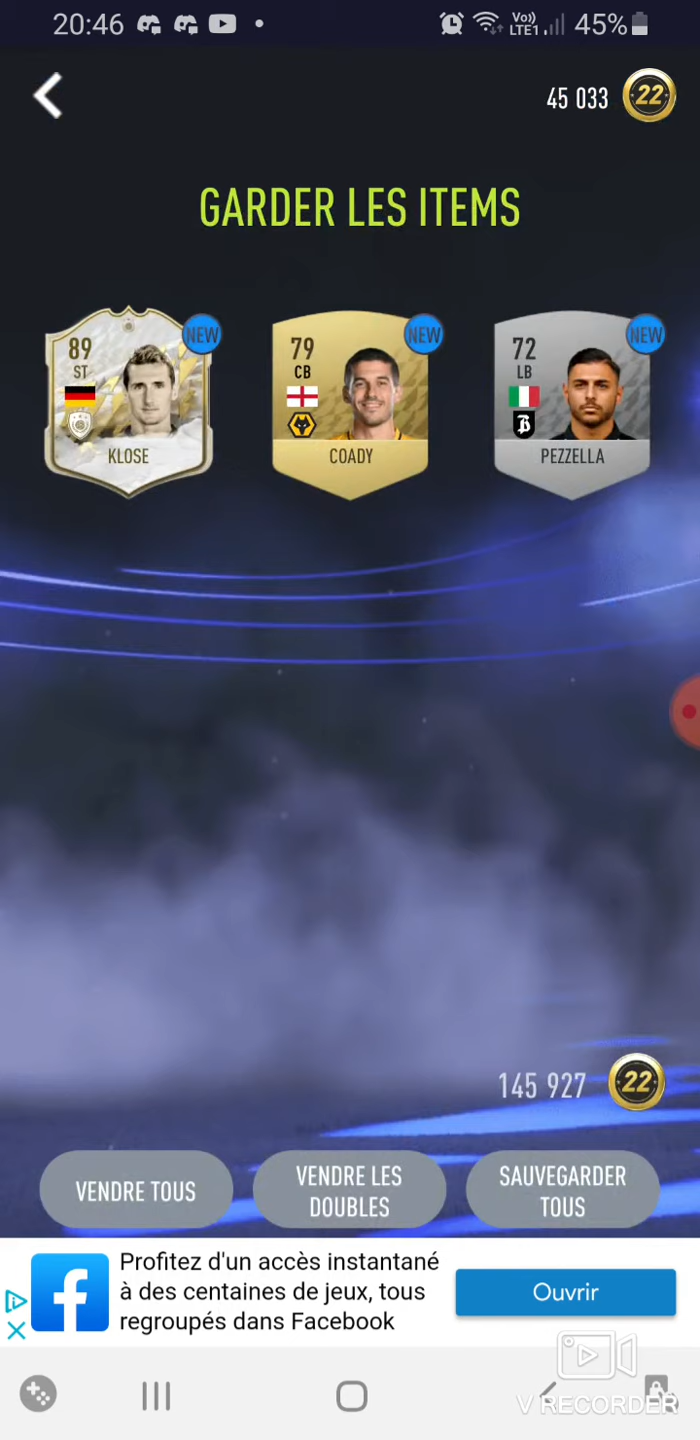 20:46
Vo))
LTE1
45%
45 033
22
GARDER LES ITEMS
89
ST
NEW
KLOSE
79
CB
NEW
COADY
72
LB
NEW
PEZZELLA
145 927
22
VENDRE TOUS
VENDRE LES
DOUBLES
SAUVEGARDER
TOUS
Profitez d'un accès instantané
à des centaines de jeux, tous
regroupés dans Facebook
Ouvrir
V RECORDER